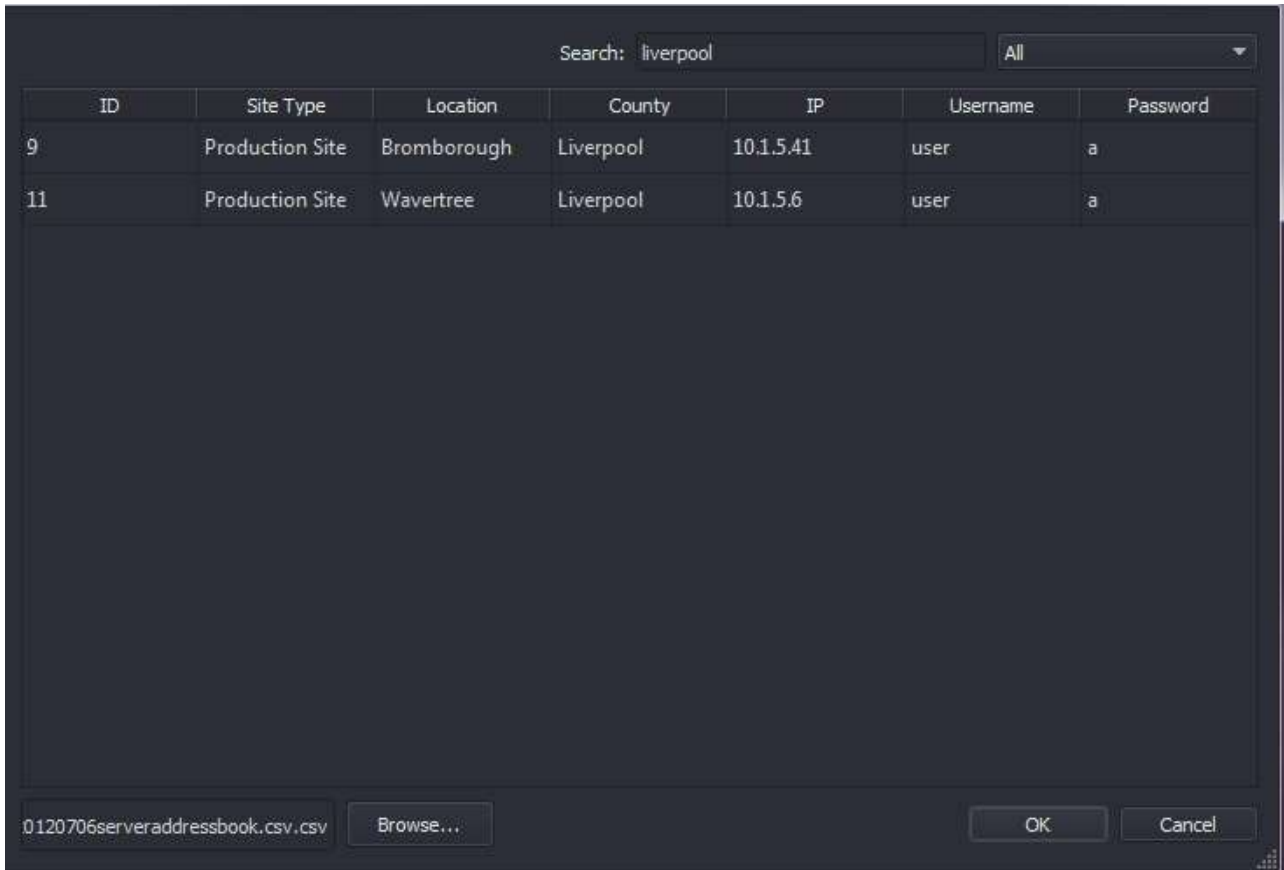 Search: liverpool All
ID Site Type Location County IP Username Password
9 Production Site Bromborough Liverpool 10.1.5.41 user a
11 Production Site Wavertree Liverpool 10.1.5.6 user a
0120706serveraddressbook.csv.csv Browse... OK Cancel